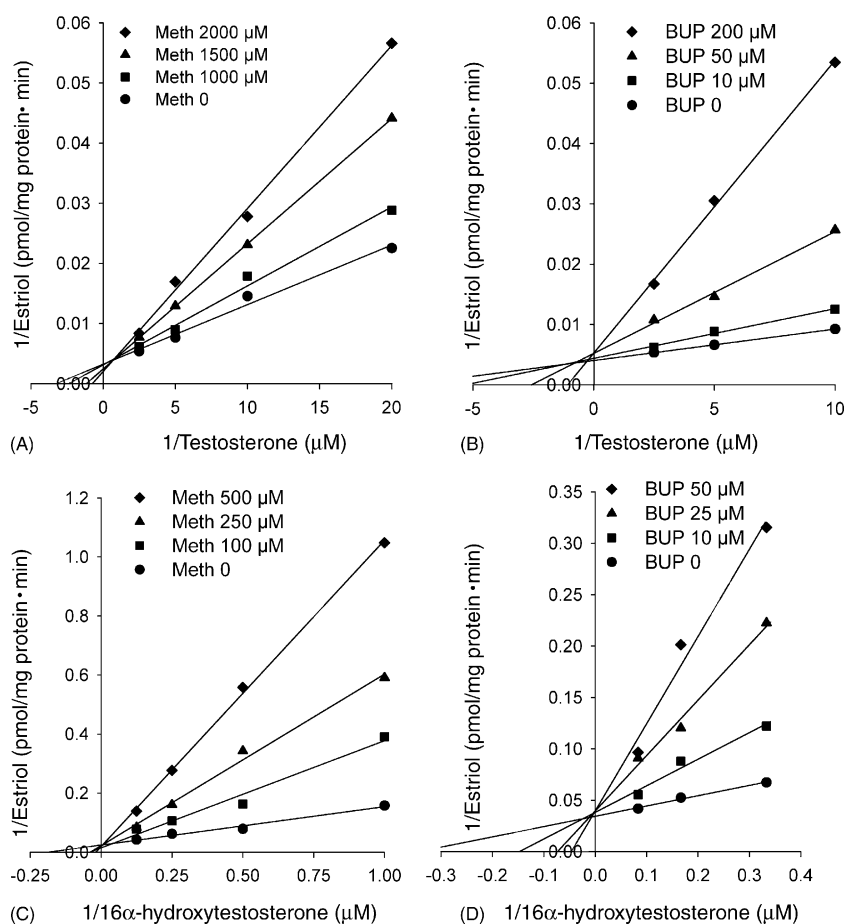 0.06
0.05
0.04
0.03
0.02
0.01
0.00
1/Estriol (pmol/mg protein•min)
Meth 2000 µM
Meth 1500 µM
Meth 1000 µM
Meth 0
-5
0
5
10
15
20
(A)
1/Testosterone (µM)
0.06
0.05
0.04
0.03
0.02
0.01
0.00
1/Estriol (pmol/mg protein•min)
BUP 200 µM
BUP 50 µM
BUP 10 µM
BUP 0
-5
0
5
10
(B)
1/Testosterone (µM)
1.2
1.0
0.8
0.6
0.4
0.2
0.0
1/Estriol (pmol/mg protein•min)
Meth 500 µM
Meth 250 µM
Meth 100 µM
Meth 0
-0.25
0.00
0.25
0.50
0.75
1.00
(C)
1/16α-hydroxytestosterone (µM)
0.35
0.30
0.25
0.20
0.15
0.10
0.05
0.00
1/Estriol (pmol/mg protein•min)
BUP 50 µM
BUP 25 µM
BUP 10 µM
BUP 0
-0.3
-0.2
-0.1
0.0
0.1
0.2
0.3
0.4
(D)
1/16α-hydroxytestosterone (µM)